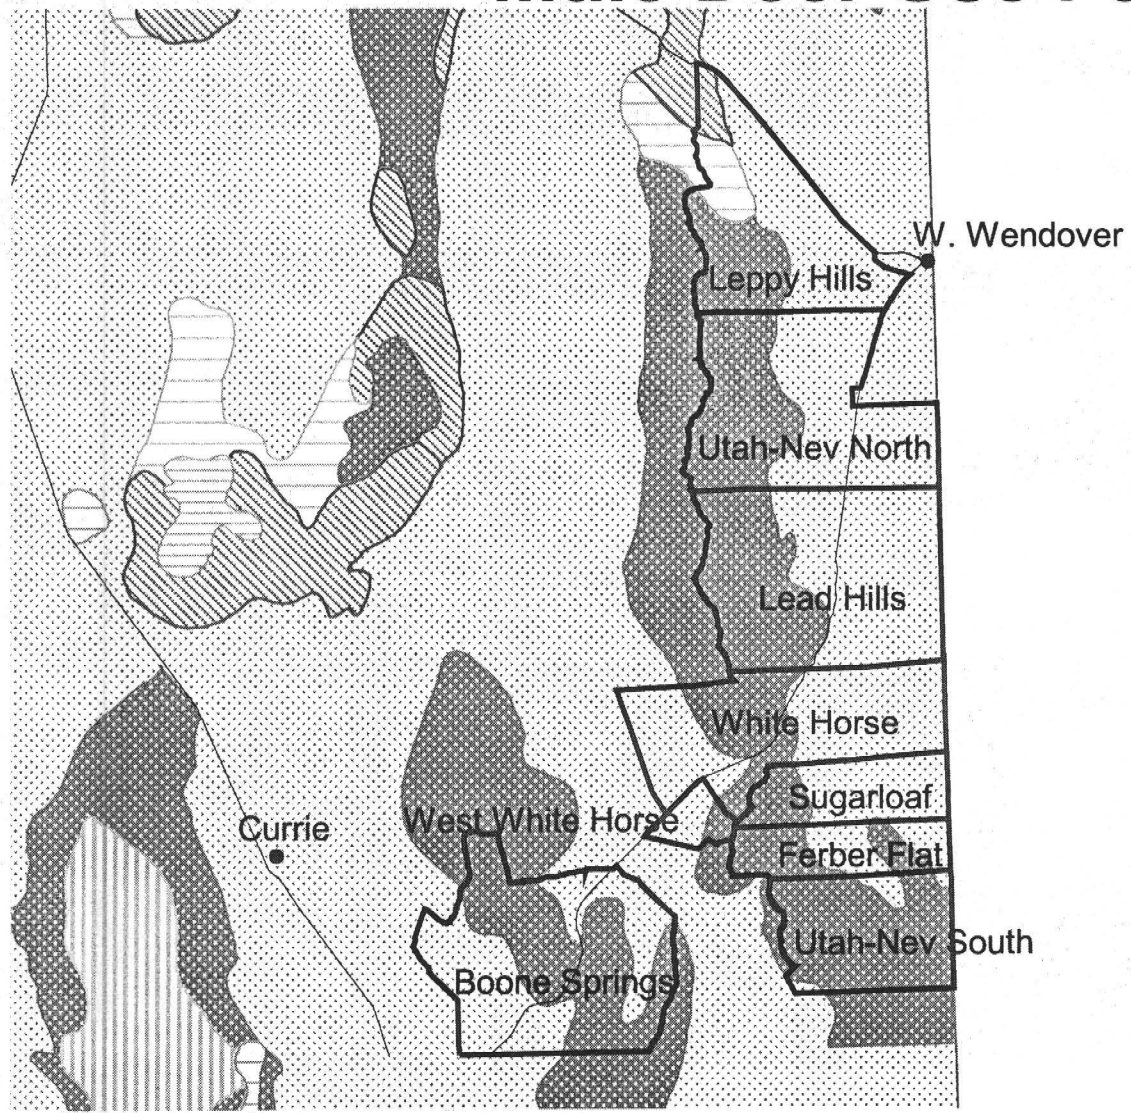 W. Wendover
Leppy Hills
Utah-Nev North
Lead Hills
White Horse
Sugarloaf
West White Horse
Currie
Ferber Flat
Utah-Nev South
Boone Springs